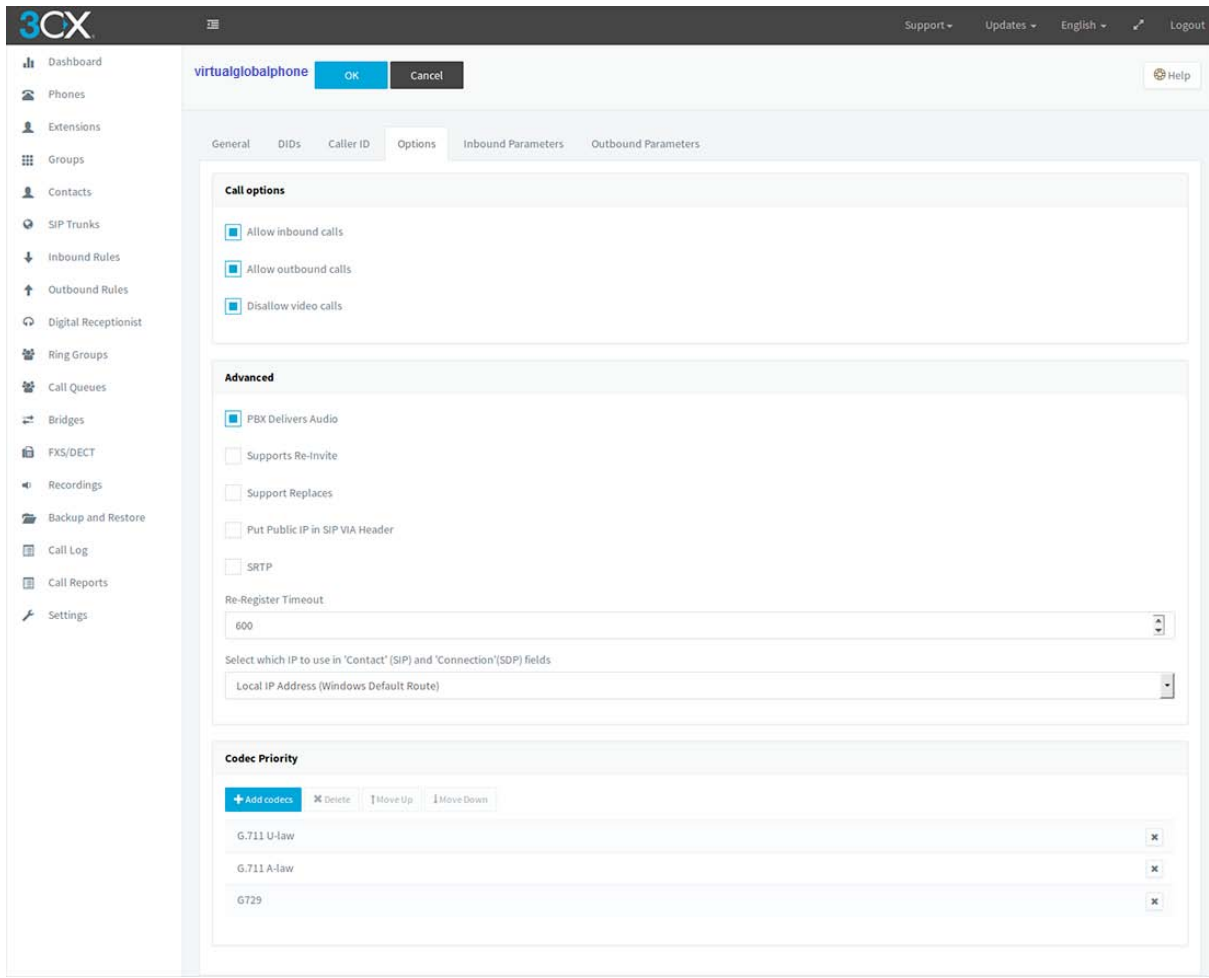 3CX
Support
Updates
English
Logout
Dashboard
Phones
Extensions
Groups
Contacts
SIP Trunks
Inbound Rules
Outbound Rules
Digital Receptionist
Ring Groups
Call Queues
Bridges
FXS/DECT
Recordings
Backup and Restore
Call Log
Call Reports
Settings
virtualglobalphone OK Cancel
Help
General DIDs Caller ID Options Inbound Parameters Outbound Parameters
Call options
Allow inbound calls
Allow outbound calls
Disallow video calls
Advanced
PBX Delivers Audio
Supports Re-Invite
Support Replaces
Put Public IP in SIP VIA Header
SRTP
Re-Register Timeout
600
Select which IP to use in 'Contact' (SIP) and 'Connection'(SDP) fields
Local IP Address (Windows Default Route)
Codec Priority
Add codecs Delete Move Up Move Down
G.711 U-law
G.711 A-law
G729